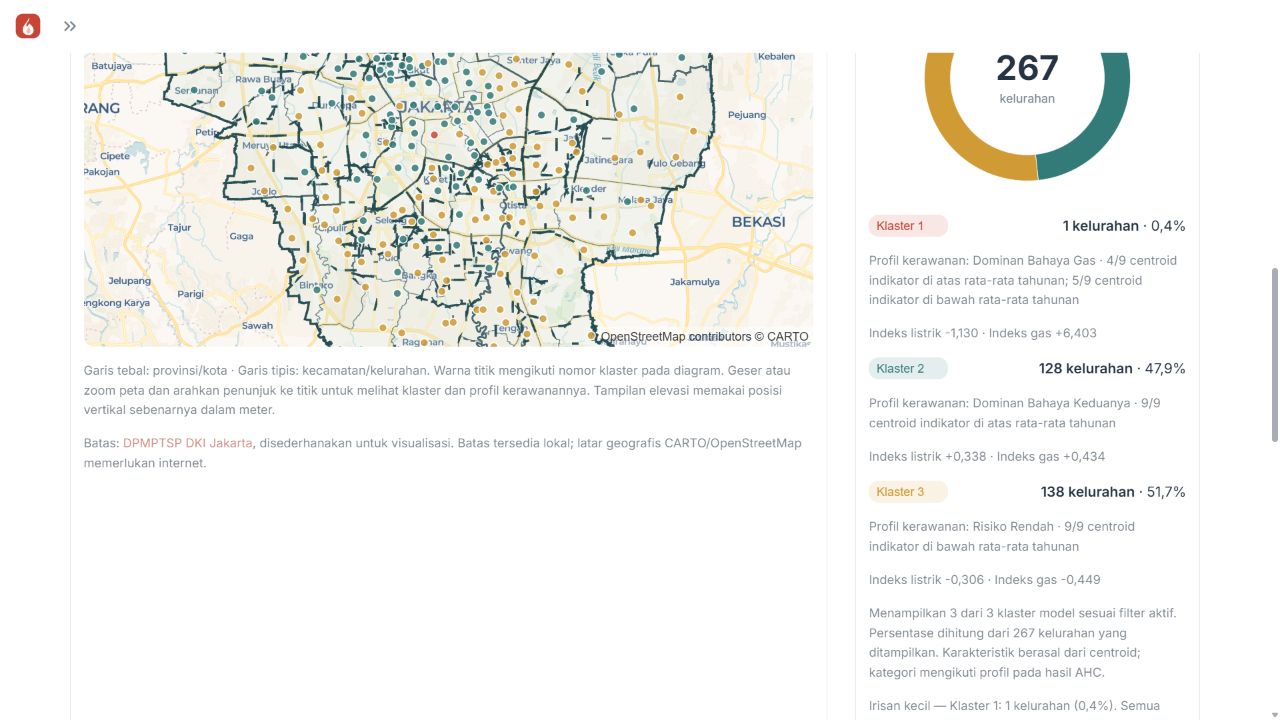 267
kelurahan
Batujaya
Rawa Buaya
Sunter Jaya
Kebalen
RANG
JAKARTA
Pejuang
Cipete
Pakojan
Jatinegara
Pulo Gebang
Klender
BEKASI
Tajur
Gaga
Jelupang
Parigi
Jakamulya
engkong Karya
Sawah
Bintaro
Bangka
OpenStreetMap contributors © CARTO
Garis tebal: provinsi/kota · Garis tipis: kecamatan/kelurahan. Warna titik mengikuti nomor klaster pada diagram. Geser atau
zoom peta dan arahkan penunjuk ke titik untuk melihat klaster dan profil kerawanannya. Tampilan elevasi memakai posisi
vertikal sebenarnya dalam meter.
Batas: DPMPTSP DKI Jakarta, disederhanakan untuk visualisasi. Batas tersedia lokal; latar geografis CARTO/OpenStreetMap
memerlukan internet.
Klaster 1
1 kelurahan · 0,4%
Profil kerawanan: Dominan Bahaya Gas · 4/9 centroid
indikator di atas rata-rata tahunan; 5/9 centroid
indikator di bawah rata-rata tahunan
Indeks listrik -1,130 · Indeks gas +6,403
Klaster 2
128 kelurahan · 47,9%
Profil kerawanan: Dominan Bahaya Keduanya · 9/9
centroid indikator di atas rata-rata tahunan
Indeks listrik +0,338 · Indeks gas +0,434
Klaster 3
138 kelurahan · 51,7%
Profil kerawanan: Risiko Rendah · 9/9 centroid
indikator di bawah rata-rata tahunan
Indeks listrik -0,306 · Indeks gas -0,449
Menampilkan 3 dari 3 klaster model sesuai filter aktif.
Persentase dihitung dari 267 kelurahan yang
ditampilkan. Karakteristik berasal dari centroid;
kategori mengikuti profil pada hasil AHC.
Irisan kecil — Klaster 1: 1 kelurahan (0,4%). Semua